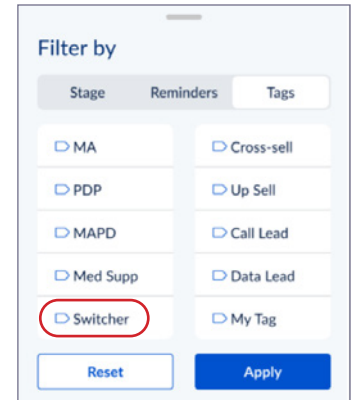 Filter by
Stage Reminders Tags
MA Cross-sell
PDP Up Sell
MAPD Call Lead
Med Supp Data Lead
Switcher My Tag
Reset Apply